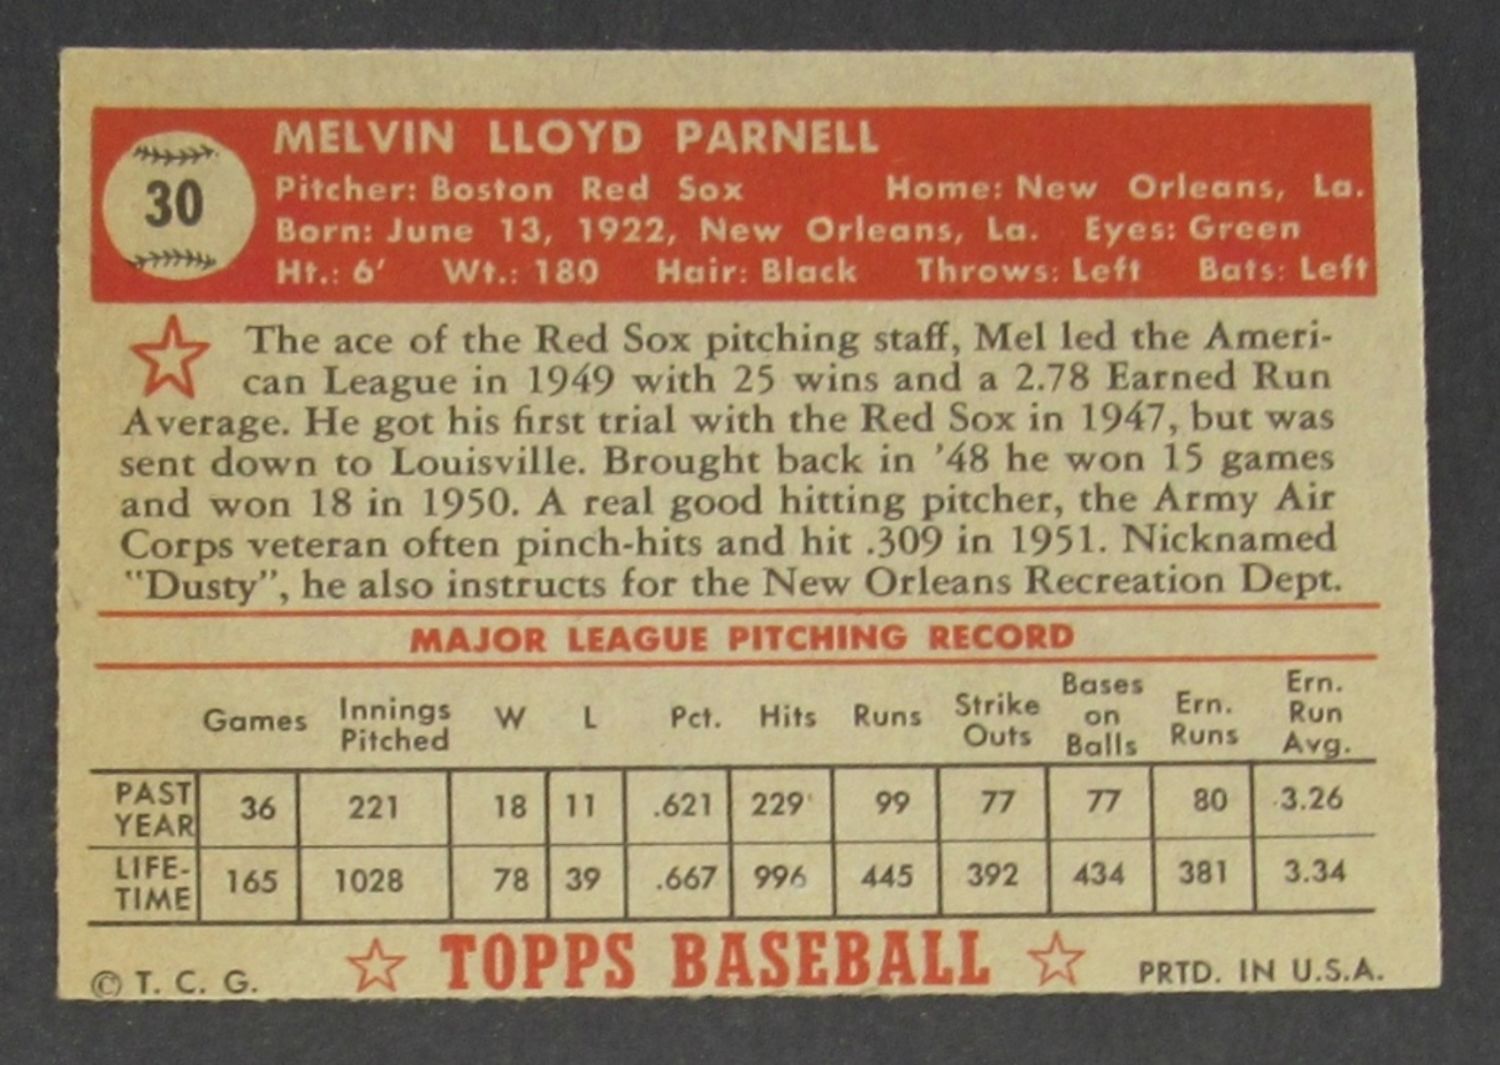 30
MELVIN LLOYD PARNELL
Pitcher: Boston Red Sox Home: New Orleans, La.
Born: June 13, 1922, New Orleans, La. Eyes: Green
Ht.: 6' Wt.: 180 Hair: Black Throws: Left Bats: Left
The ace of the Red Sox pitching staff, Mel led the Ameri-
can League in 1949 with 25 wins and a 2.78 Earned Run
Average. He got his first trial with the Red Sox in 1947, but was
sent down to Louisville. Brought back in '48 he won 15 games
and won 18 in 1950. A real good hitting pitcher, the Army Air
Corps veteran often pinch-hits and hit .309 in 1951. Nicknamed
"Dusty", he also instructs for the New Orleans Recreation Dept.
MAJOR LEAGUE PITCHING RECORD
Games Innings Pitched W L Pct. Hits Runs Strike Outs Bases on Balls Ern. Runs Ern. Run Avg.
PAST YEAR 36 221 18 11 .621 229 99 77 77 80 3.26
LIFE-TIME 165 1028 78 39 .667 996 445 392 434 381 3.34
© T. C. G. TOPPS BASEBALL PRTD. IN U.S.A.